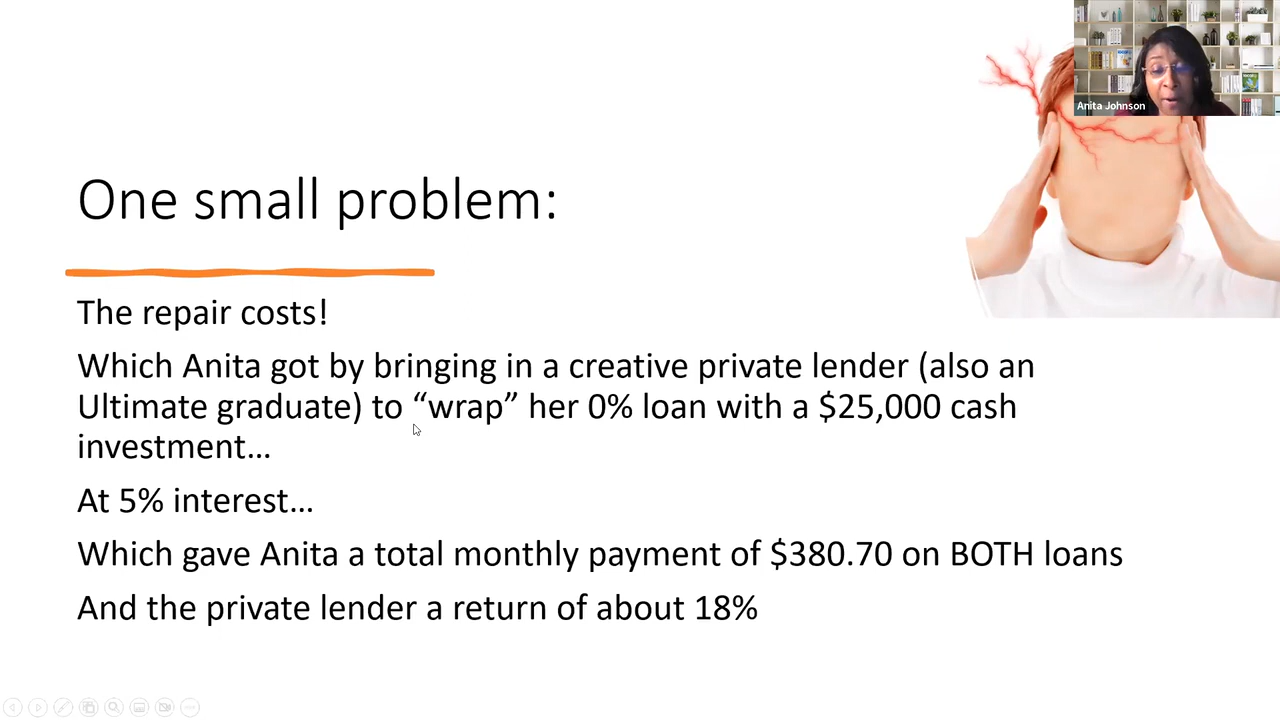 Anita Johnson
One small problem:
The repair costs!
Which Anita got by bringing in a creative private lender (also an
Ultimate graduate) to “wrap” her 0% loan with a $25,000 cash
investment…
At 5% interest…
Which gave Anita a total monthly payment of $380.70 on BOTH loans
And the private lender a return of about 18%